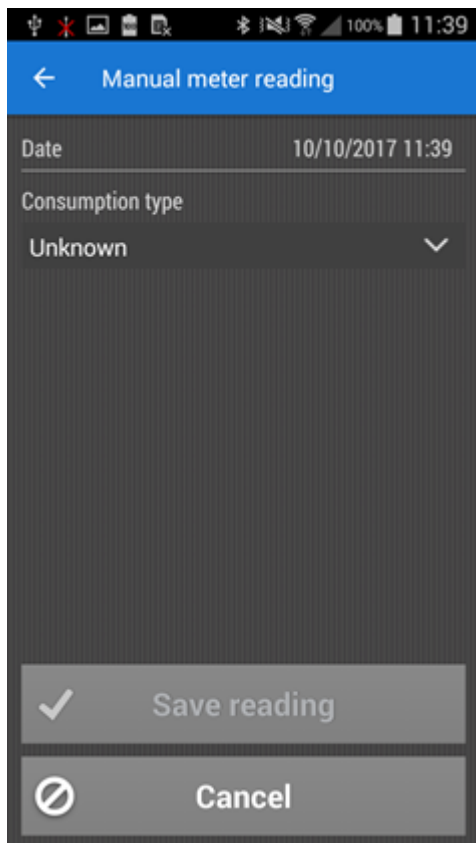 100% 11:39
Manual meter reading
Date 10/10/2017 11:39
Consumption type
Unknown
Save reading
Cancel